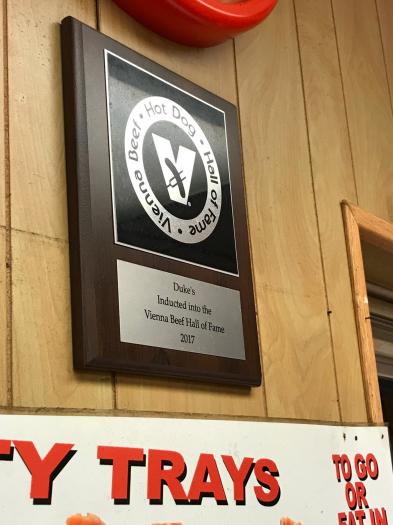 Vienna Beef • Hot Dog • Hall of Fame •
V
Duke's
Inducted into the
Vienna Beef Hall of Fame
2017
TY TRAYS
TO GO
OR
EAT IN